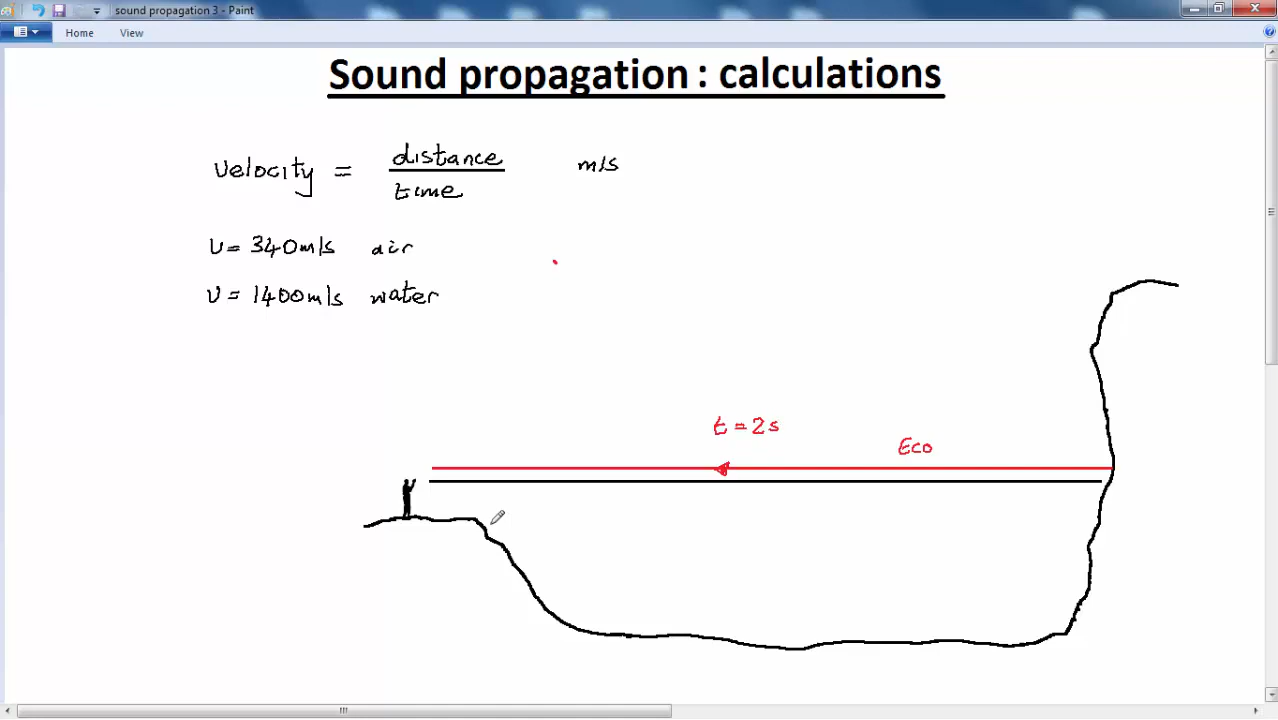 sound propagation 3 - Paint
Home View
Sound propagation : calculations
Velocity = distance m/s
time
v = 340m/s air
v = 1400m/s water
t = 2s
Eco